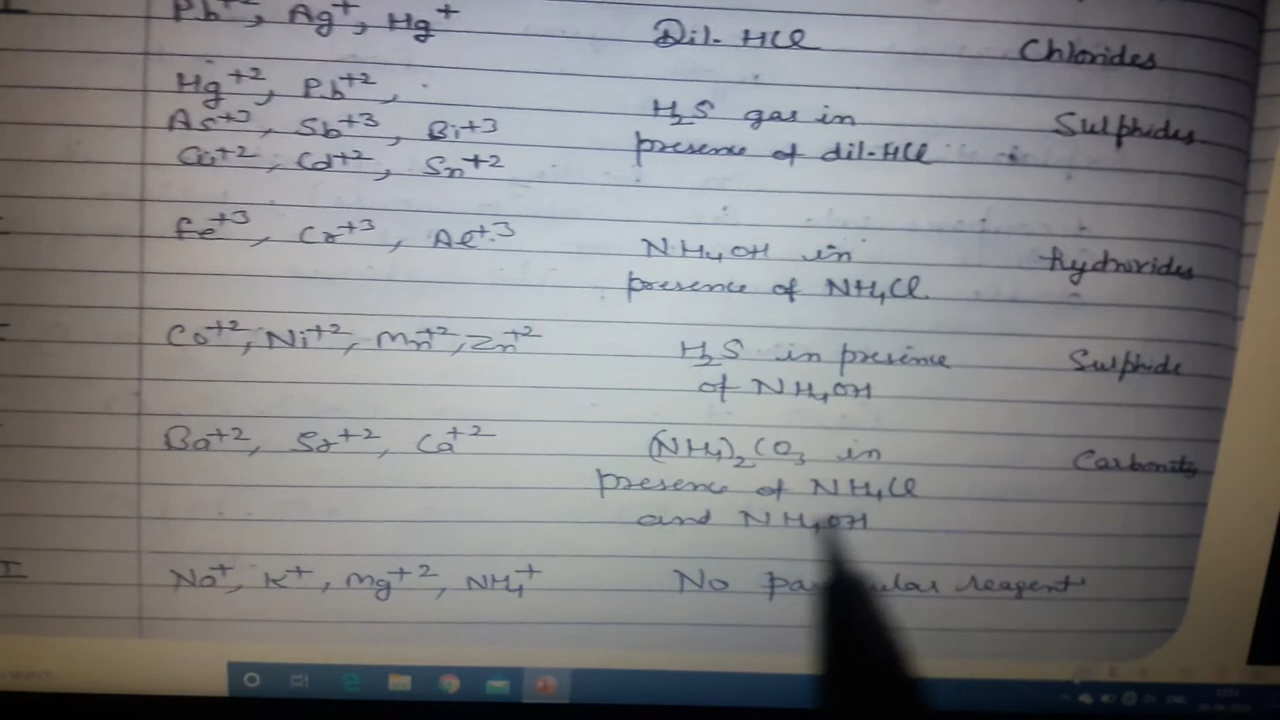 Pb+2, Ag+, Hg+ Dil. HCl Chlorides
Hg+2, Pb+2, H2S gas in Sulphides
As+3, Sb+3, Bi+3 presence of dil-HCl
Cu+2, Cd+2, Sn+2
Fe+3, Cr+3, Al+3 NH4OH in hydroxides
presence of NH4Cl
Co+2, Ni+2, Mn+2, Zn+2 H2S in presence Sulphide
of NH4OH
Ba+2, Sr+2, Ca+2 (NH4)2CO3 in
presence of NH4Cl
and NH4OH
Na+, K+, Mg+2, NH4+ No reagent